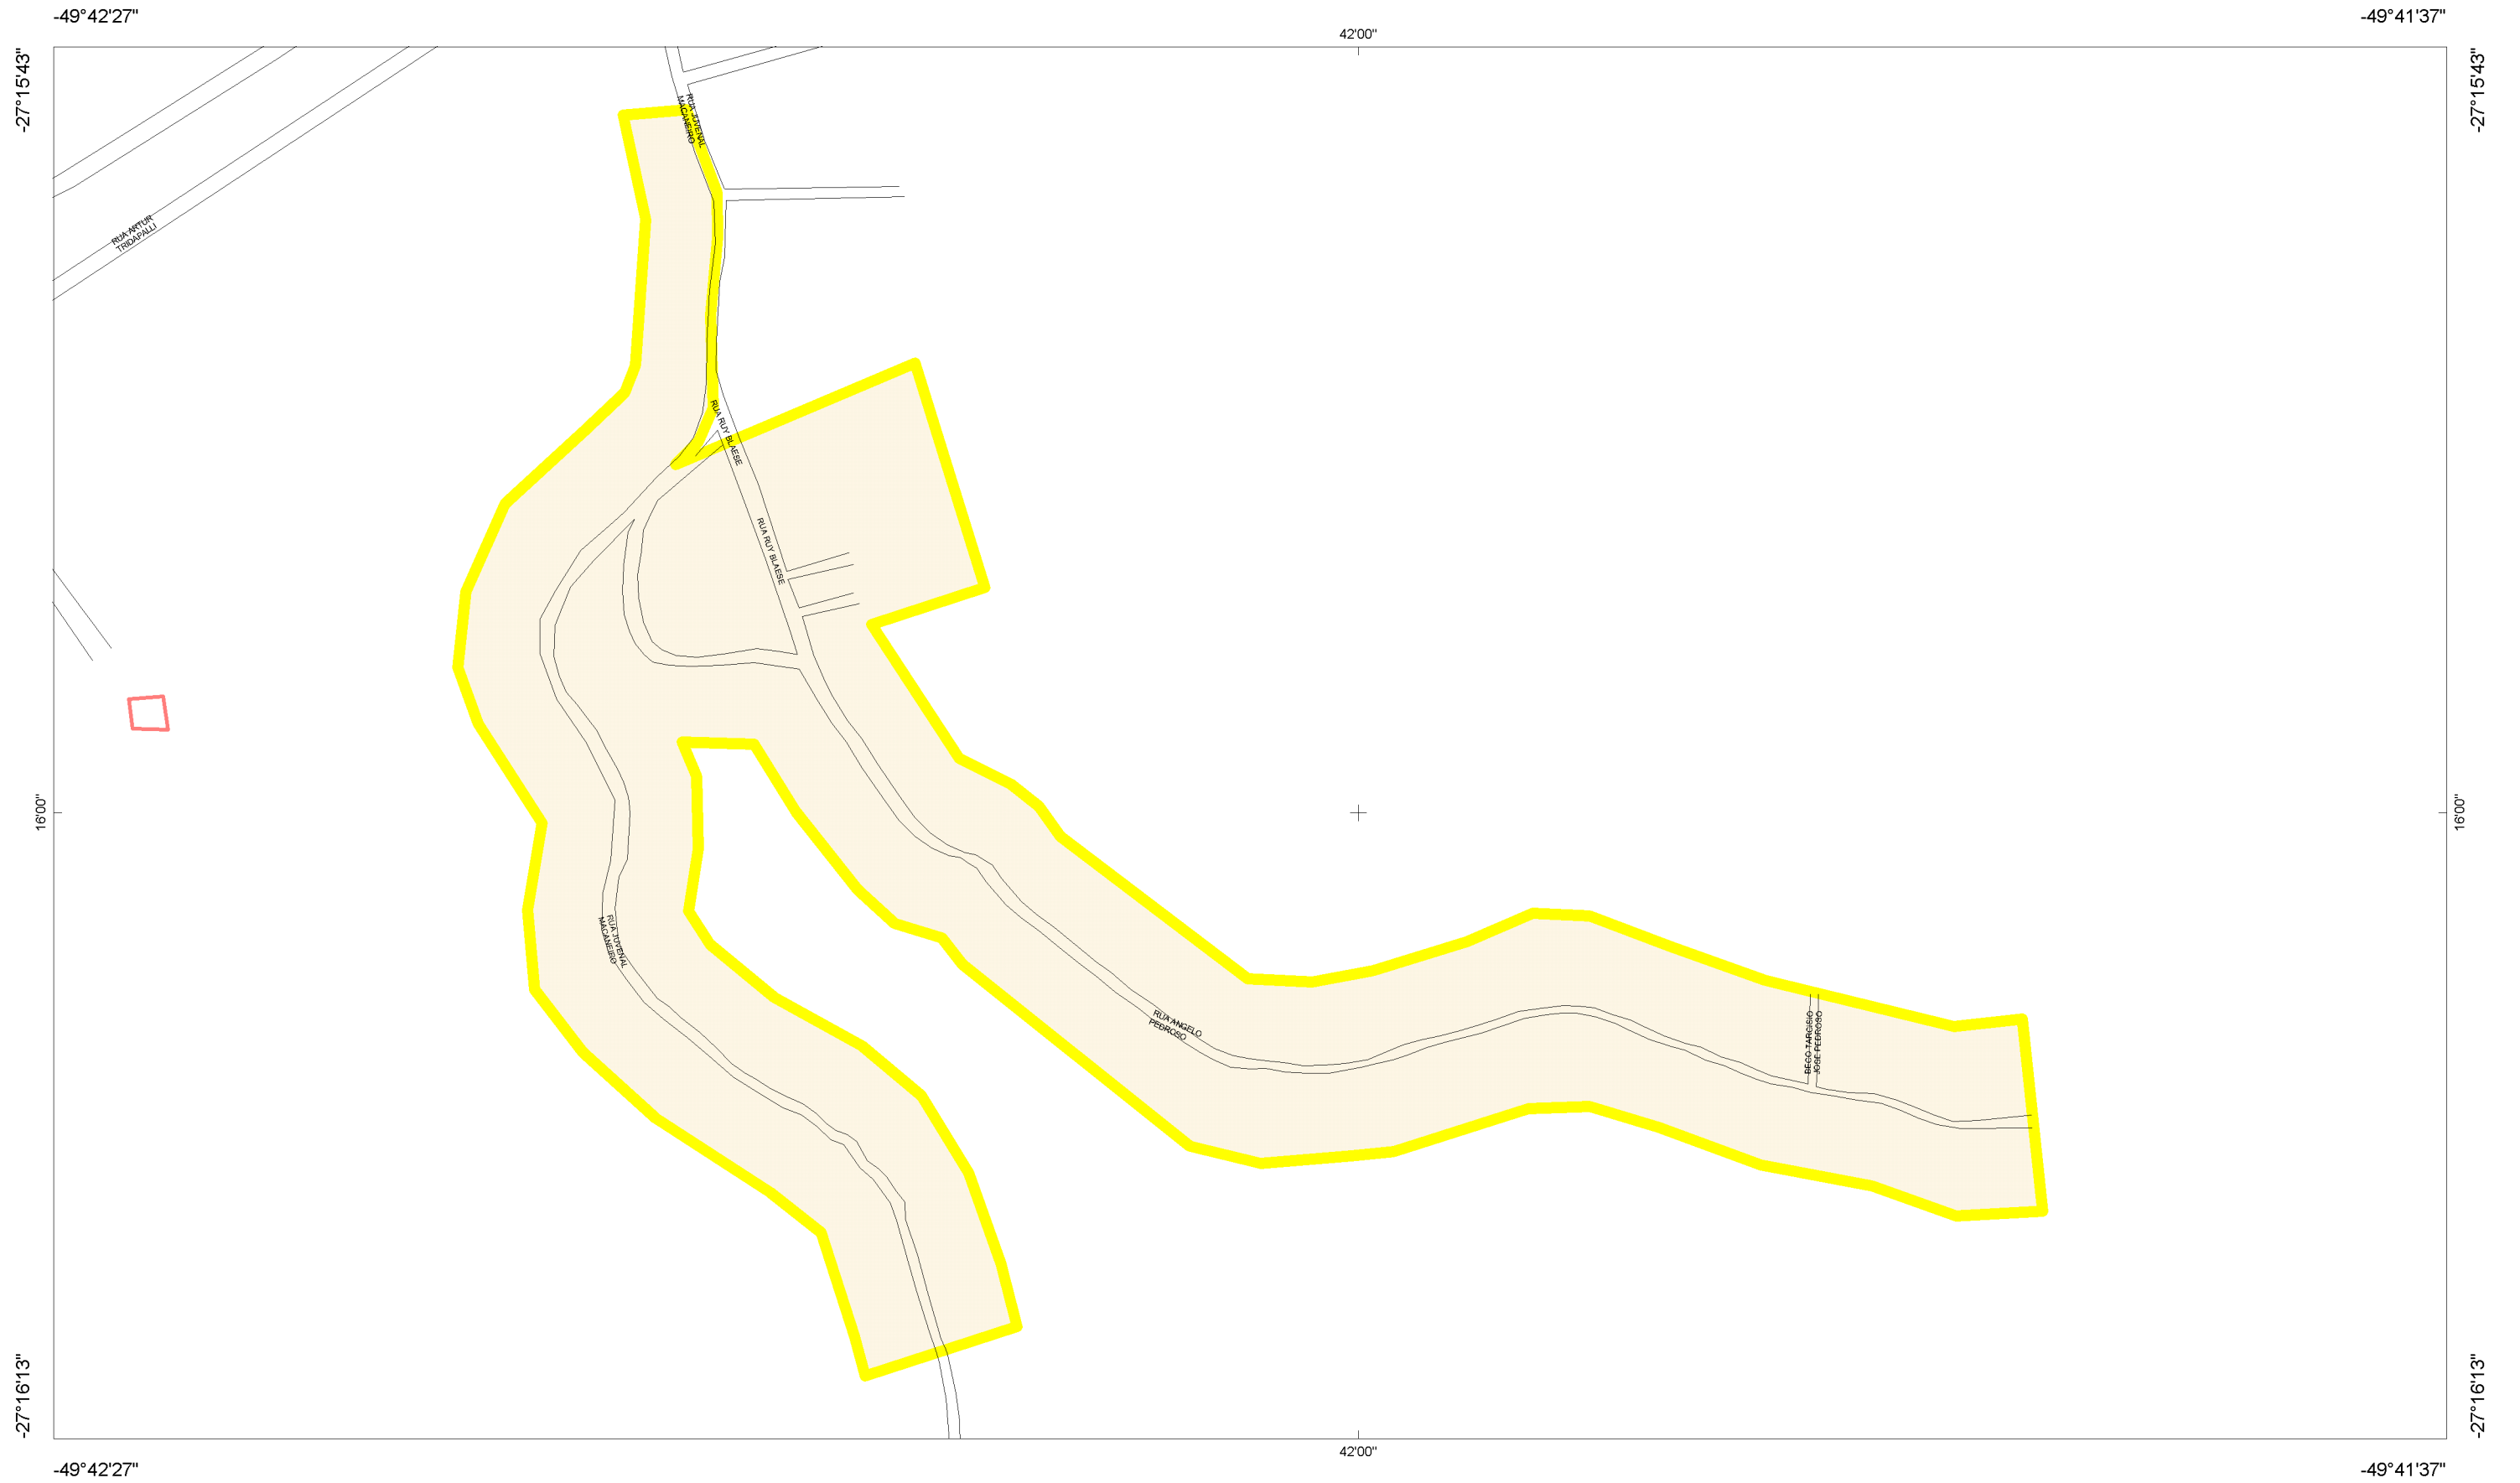 -49°42'27"
-49°41'37"
42'00"
-27°15'43"
-27°15'43"
RUA JUVENAL
MACANEIRO
RUA ARTUR
TRIDAPALLI
RUA RUY BLAESE
RUA RUY BLAESE
16'00"
16'00"
RUA JUVENAL
MACANEIRO
RUA ANGELO
PEDROSO
BECO TARCISIO
JOSE PEDROSO
-27°16'13"
-27°16'13"
42'00"
-49°42'27"
-49°41'37"